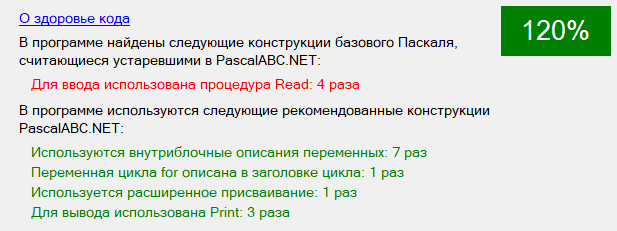 О здоровье кода
120%
В программе найдены следующие конструкции базового Паскаля,
считающиеся устаревшими в PascalABC.NET:
Для ввода использована процедура Read: 4 раза
В программе используются следующие рекомендованные конструкции
PascalABC.NET:
Используются внутриблочные описания переменных: 7 раз
Переменная цикла for описана в заголовке цикла: 1 раз
Используется расширенное присваивание: 1 раз
Для вывода использована Print: 3 раза